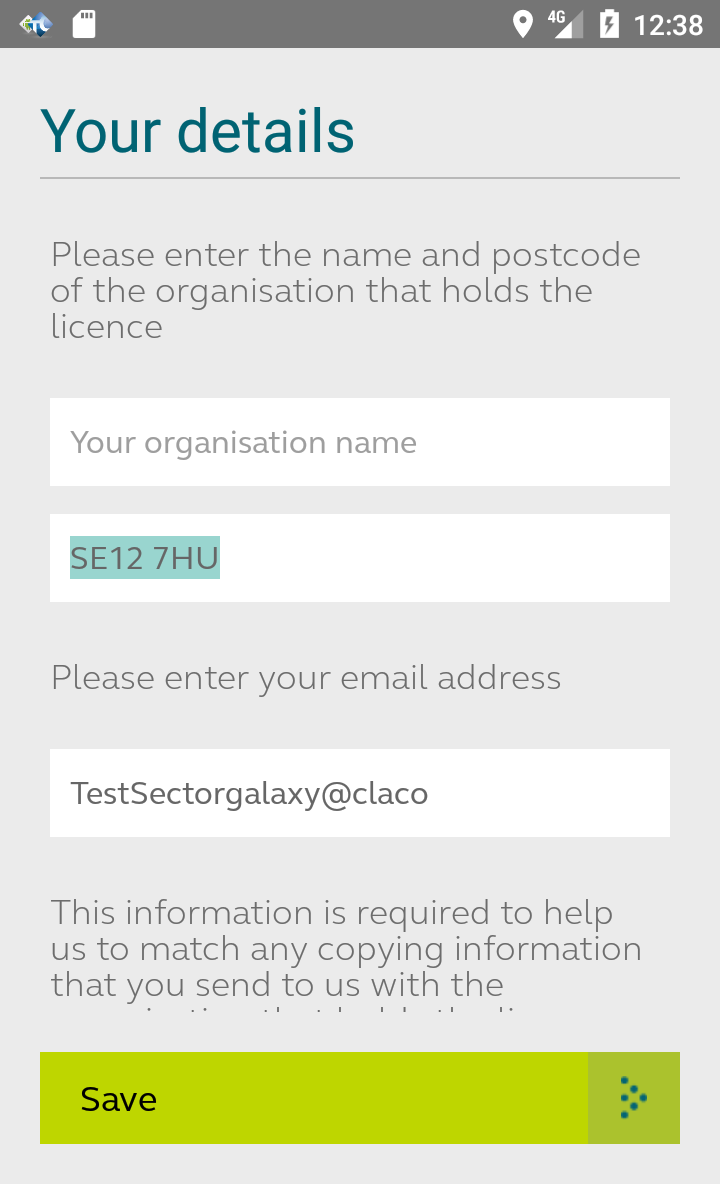 4G 12:38
Your details
Please enter the name and postcode
of the organisation that holds the
licence
Your organisation name
SE12 7HU
Please enter your email address
TestSectorgalaxy@claco
This information is required to help
us to match any copying information
that you send to us with the
Save